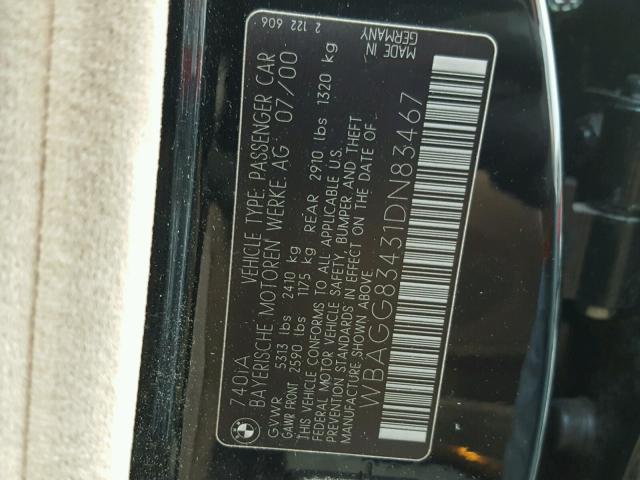 740iA VEHICLE TYPE: PASSENGER CAR
BAYERISCHE MOTOREN WERKE AG 07/00
GVWR 5313 lbs 2410 kg
GAWR FRONT 2590 lbs 1175 kg REAR 2910 lbs 1320 kg
THIS VEHICLE CONFORMS TO ALL APPLICABLE U.S.
FEDERAL MOTOR VEHICLE SAFETY, BUMPER AND THEFT
PREVENTION STANDARDS IN EFFECT ON THE DATE OF
MANUFACTURE SHOWN ABOVE.
WBAGG83431DN83467
2 122 606
MADE IN
GERMANY
BMW